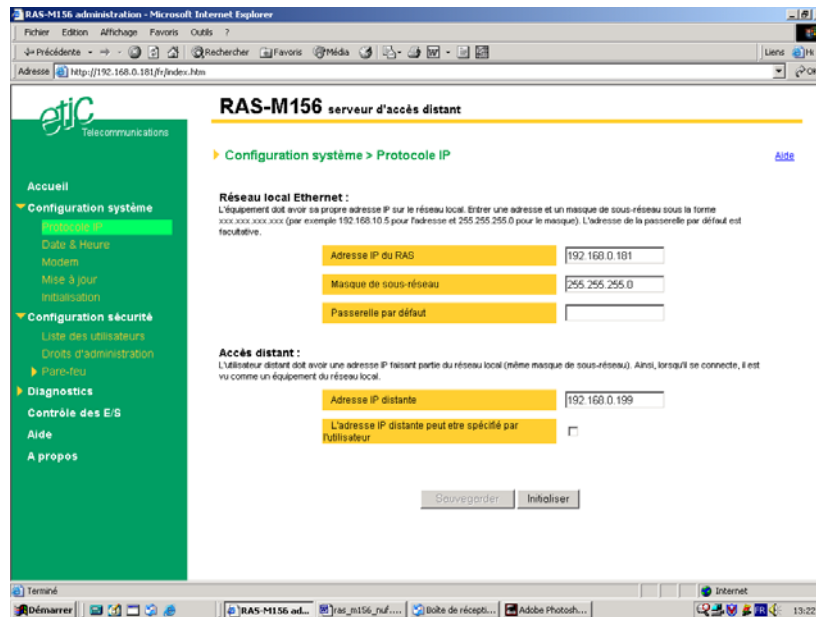 RAS-M156 administration - Microsoft Internet Explorer
Fichier Edition Affichage Favoris Outils ?
Précédente Rechercher Favoris Média Liens
Adresse http://192.168.0.181/fr/index.htm
etic
Telecommunications
RAS-M156 serveur d'accès distant
Configuration système > Protocole IP
Aide
Accueil
Configuration système
Protocole IP
Date & Heure
Modem
Mise à jour
Initialisation
Configuration sécurité
Liste des utilisateurs
Droits d'administration
Pare-feu
Diagnostics
Contrôle des E/S
Aide
A propos
Réseau local Ethernet :
L'équipement doit avoir sa propre adresse IP sur le réseau local. Entrer une adresse et un masque de sous-réseau sous la forme
xxx.xxx.xxx.xxx (par exemple 192.168.10.5 pour l'adresse et 255.255.255.0 pour le masque). L'adresse de la passerelle par défaut est
facultative.
Adresse IP du RAS 192.168.0.181
Masque de sous-réseau 255.255.255.0
Passerelle par défaut
Accès distant :
L'utilisateur distant doit avoir une adresse IP faisant partie du réseau local (même masque de sous-réseau). Ainsi, lorsqu'il se connecte, il est
vu comme un équipement du réseau local.
Adresse IP distante 192.168.0.199
L'adresse IP distante peut etre spécifié par
l'utilisateur
Sauvegarder Initialiser
Terminé Internet
Démarrer RAS-M156 ad... ras_m156_nuf.... Boîte de récepti... Adobe Photosh... FR 13:22